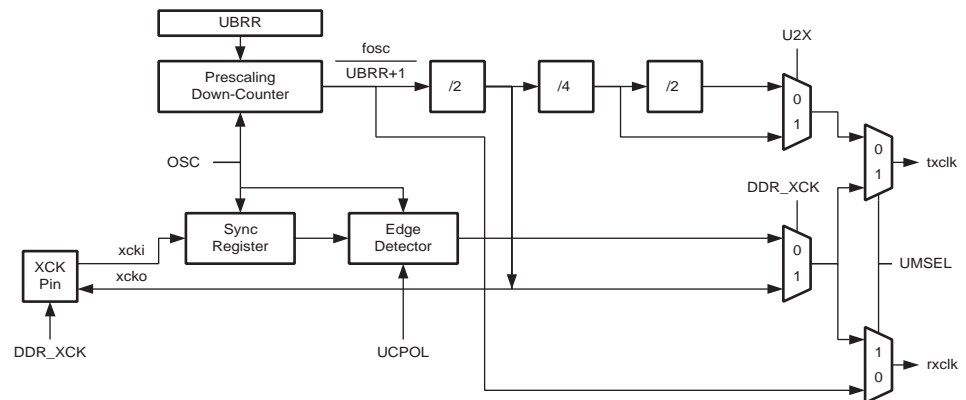 UBRR
fosc
U2X
Prescaling
Down-Counter
UBRR+1
/2
/4
/2
0
1
OSC
0
1
txclk
DDR_XCK
xcki
Sync
Register
Edge
Detector
0
1
XCK
Pin
xcko
UMSEL
DDR_XCK
UCPOL
1
0
rxclk